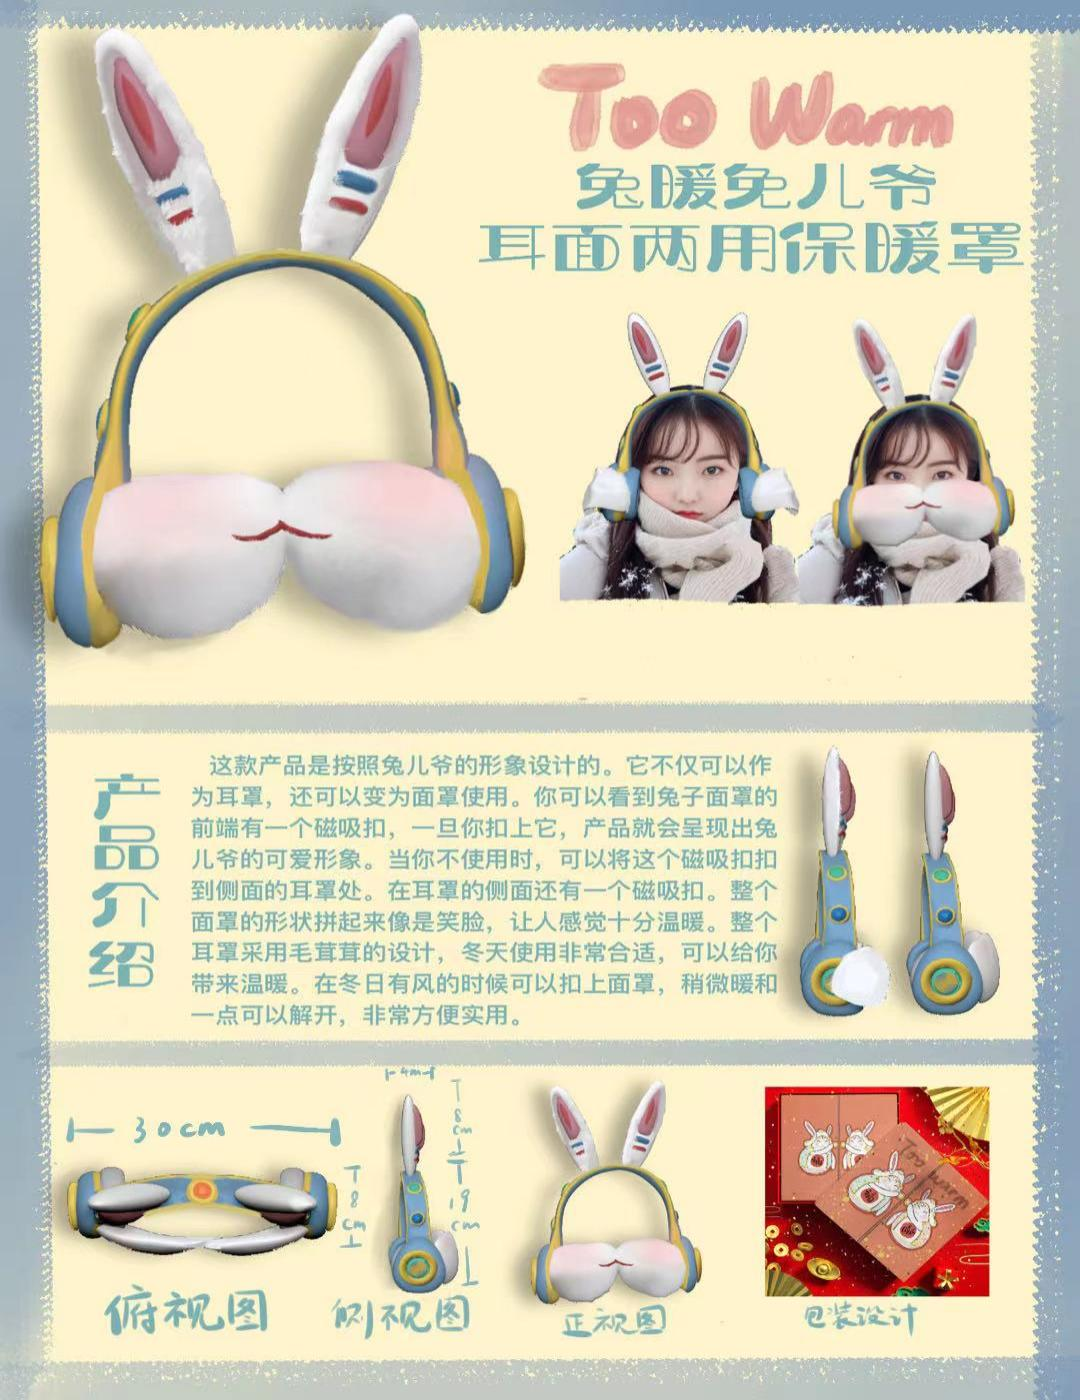 Too Warm
兔暖兔儿爷
耳面两用保暖罩
产品介绍
这款产品是按照兔儿爷的形象设计的。它不仅可以作
为耳罩，还可以变为面罩使用。你可以看到兔子面罩的
前端有一个磁吸扣，一旦你扣上它，产品就会呈现出兔
儿爷的可爱形象。当你不使用时，可以将这个磁吸扣扣
到侧面的耳罩处。在耳罩的侧面还有一个磁吸扣。整个
面罩的形状拼起来像是笑脸，让人感觉十分温暖。整个
耳罩采用毛茸茸的设计，冬天使用非常合适，可以给你
带来温暖。在冬日有风的时候可以扣上面罩，稍微暖和
一点可以解开，非常方便实用。
30cm
8cm
俯视图
4m
8cm
19cm
侧视图
正视图
Too Warm
包装设计